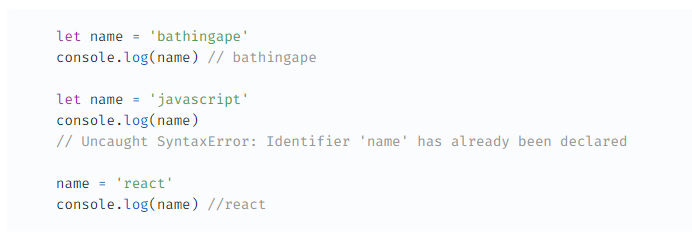 let name = 'bathingape'
console.log(name) // bathingape
let name = 'javascript'
console.log(name)
// Uncaught SyntaxError: Identifier 'name' has already been declared
name = 'react'
console.log(name) //react